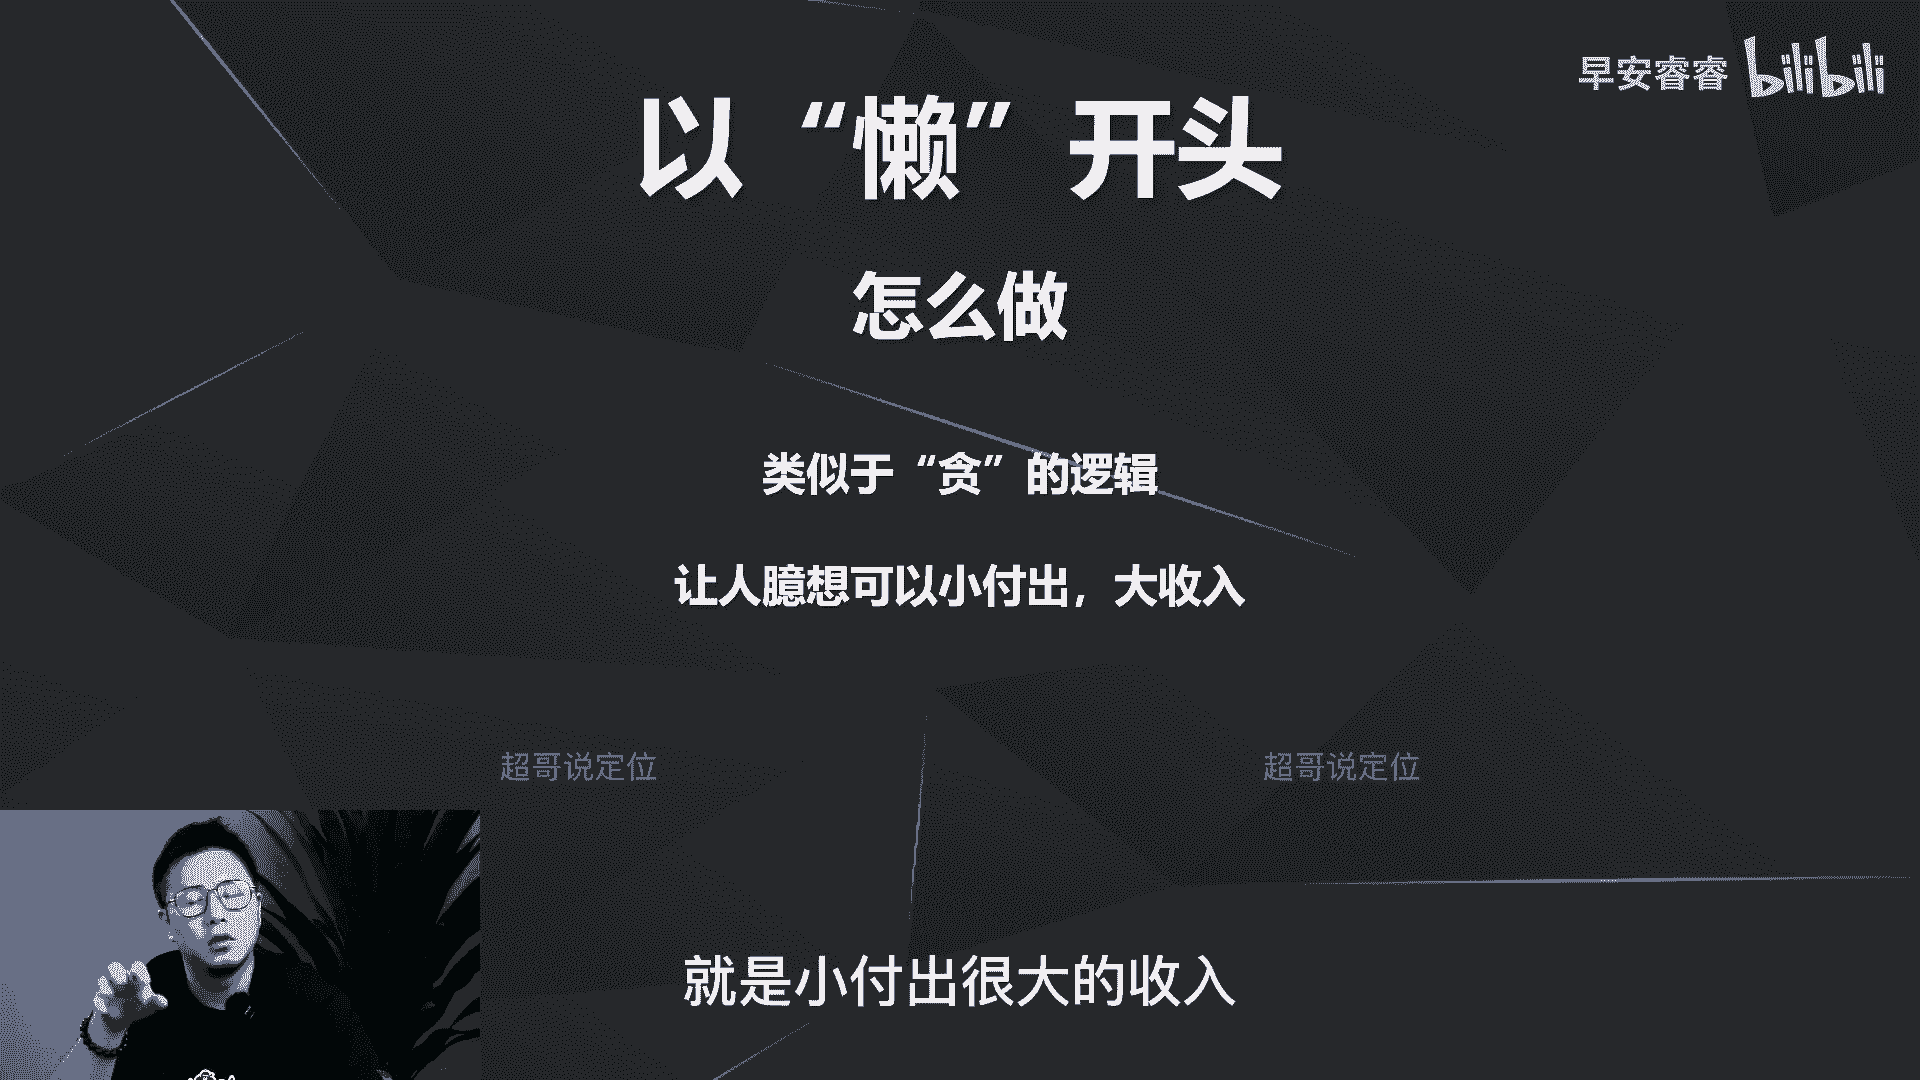 早安睿睿 bilibili
以“懒”开头
怎么做
类似于“贪”的逻辑
让人臆想可以小付出，大收入
超哥说定位 超哥说定位
就是小付出很大的收入